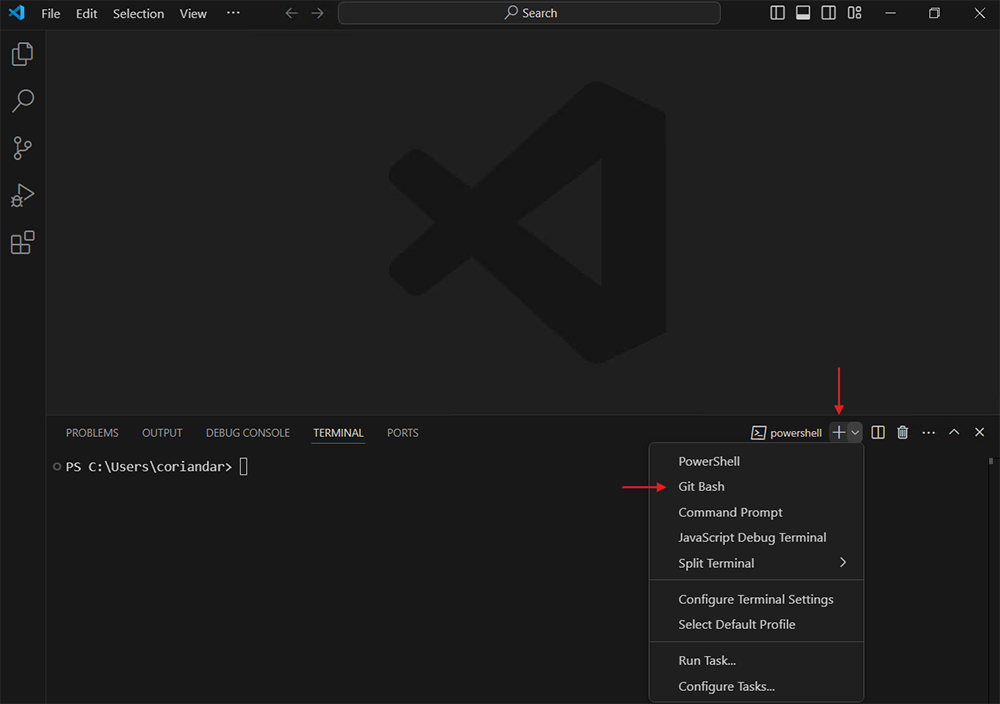 File Edit Selection View ··· Search
PROBLEMS OUTPUT DEBUG CONSOLE TERMINAL PORTS powershell
PS C:\Users\coriandar>
PowerShell
Git Bash
Command Prompt
JavaScript Debug Terminal
Split Terminal
Configure Terminal Settings
Select Default Profile
Run Task...
Configure Tasks...